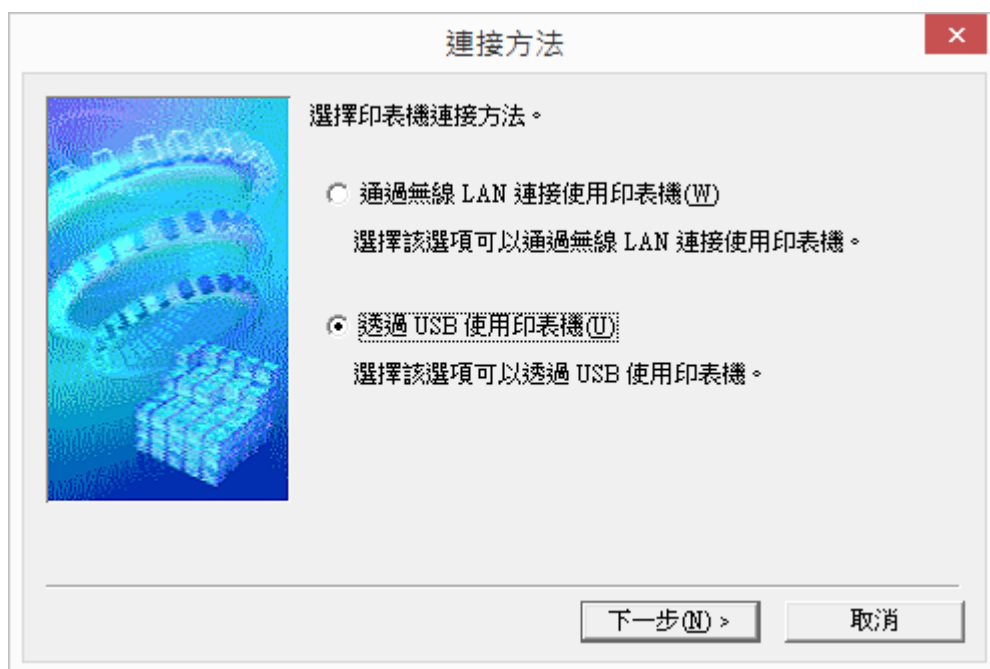 連接方法
選擇印表機連接方法。
通過無線 LAN 連接使用印表機(W)
選擇該選項可以通過無線 LAN 連接使用印表機。
透過 USB 使用印表機(U)
選擇該選項可以透過 USB 使用印表機。
下一步(N) >
取消